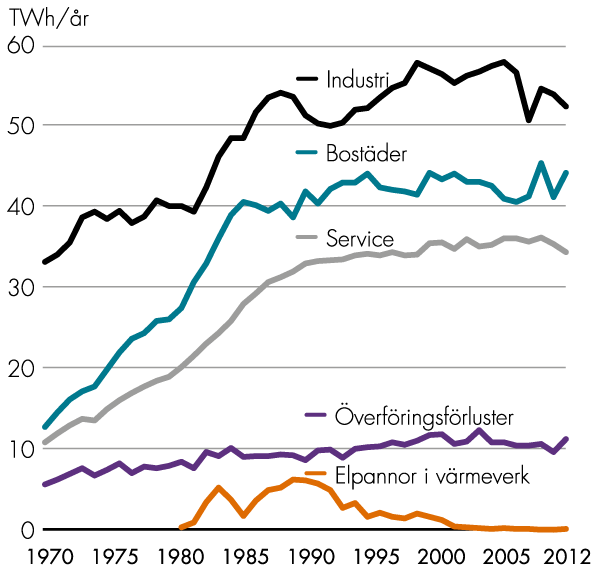 TWh/år
60
Industri
50
Bostäder
40
Service
30
20
Överföringsförluster
10
Elpannor i värmeverk
0
1970 1975 1980 1985 1990 1995 2000 2005 2012